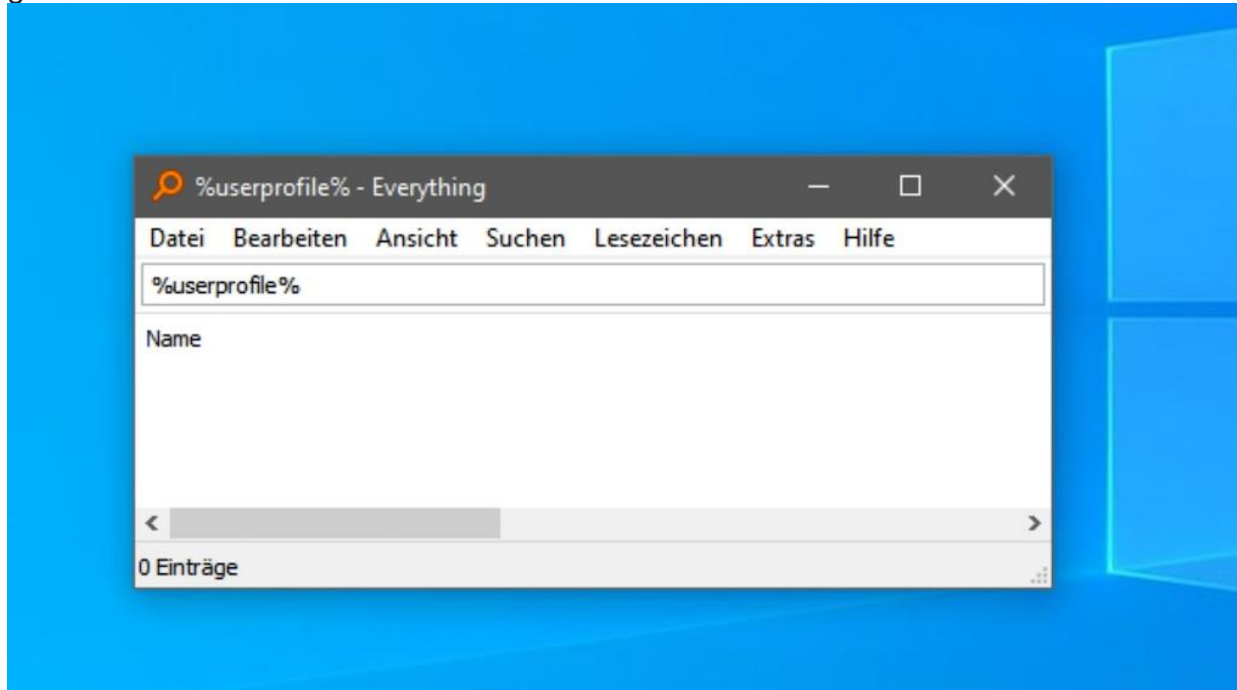 %userprofile% - Everything
Datei Bearbeiten Ansicht Suchen Lesezeichen Extras Hilfe
%userprofile%
Name
0 Einträge